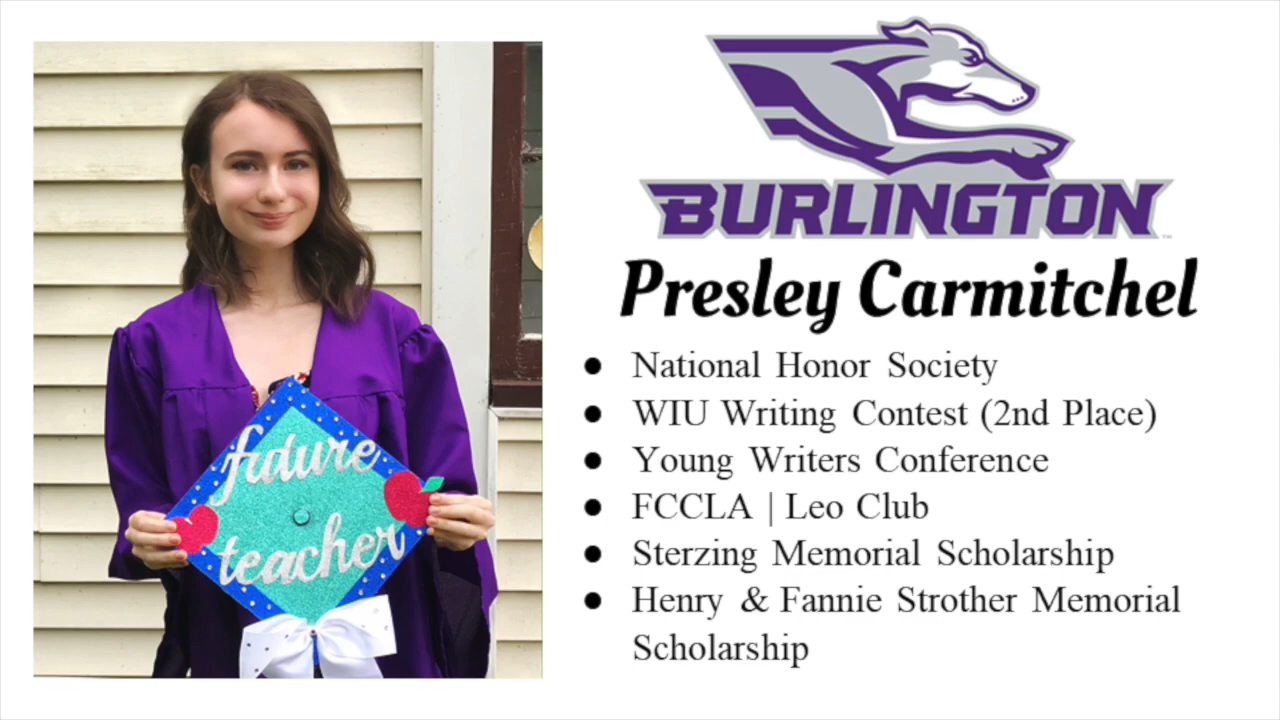 future
teacher
BURLINGTON
Presley Carmitchel
● National Honor Society
● WIU Writing Contest (2nd Place)
● Young Writers Conference
● FCCLA | Leo Club
● Sterzing Memorial Scholarship
● Henry & Fannie Strother Memorial
Scholarship